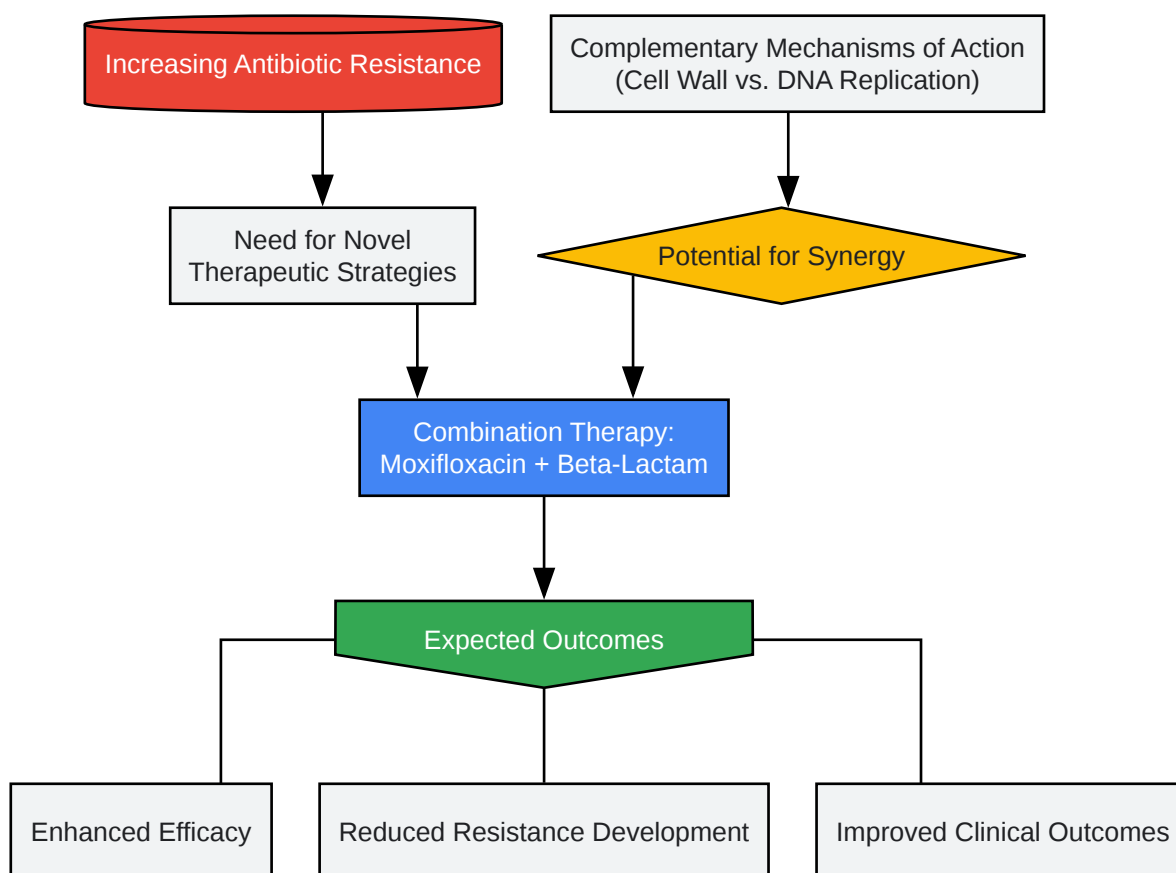 Increasing Antibiotic Resistance
Complementary Mechanisms of Action
(Cell Wall vs. DNA Replication)
Need for Novel
Therapeutic Strategies
Potential for Synergy
Combination Therapy:
Moxifloxacin + Beta-Lactam
Expected Outcomes
Enhanced Efficacy
Reduced Resistance Development
Improved Clinical Outcomes